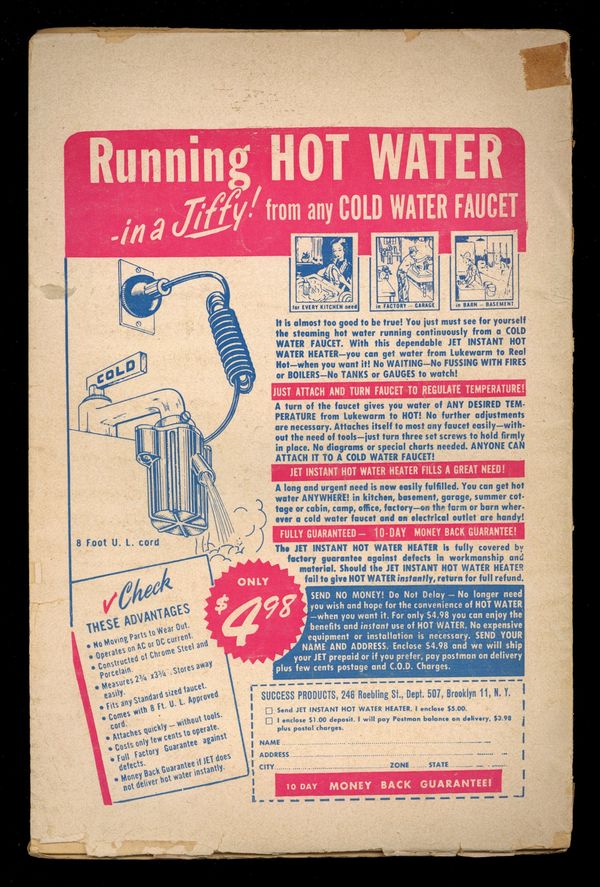 Running HOT WATER
-in a Jiffy! from any COLD WATER FAUCET
for EVERY KITCHEN need
in FACTORY - GARAGE
in BARN - BASEMENT
It is almost too good to be true! You just must see for yourself
the steaming hot water running continuously from a COLD
WATER FAUCET. With this dependable JET INSTANT HOT
WATER HEATER—you can get water from Lukewarm to Real
Hot—when you want it! No WAITING—No FUSSING WITH FIRES
or BOILERS—No TANKS or GAUGES to watch!
JUST ATTACH AND TURN FAUCET TO REGULATE TEMPERATURE!
A turn of the faucet gives you water of ANY DESIRED TEM-
PERATURE from Lukewarm to HOT! No further adjustments
are necessary. Attaches itself to most any faucet easily—with-
out the need of tools—just turn three set screws to hold firmly
in place. No diagrams or special charts needed. ANYONE CAN
ATTACH IT TO A COLD WATER FAUCET!
JET INSTANT HOT WATER HEATER FILLS A GREAT NEED!
A long and urgent need is now easily fulfilled. You can get hot
water ANYWHERE! in kitchen, basement, garage, summer cot-
tage or cabin, camp, office, factory—on the farm or barn wher-
ever a cold water faucet and an electrical outlet are handy!
FULLY GUARANTEED — 10-DAY MONEY BACK GUARANTEE!
The JET INSTANT HOT WATER HEATER is fully covered by
factory guarantee against defects in workmanship and
material. Should the JET INSTANT HOT WATER HEATER
fail to give HOT WATER instantly, return for full refund.
SEND NO MONEY! Do Not Delay — No longer need
you wish and hope for the convenience of HOT WATER
—when you want it. For only $4.98 you can enjoy the
benefits and instant use of HOT WATER. No expensive
equipment or installation is necessary. SEND YOUR
NAME AND ADDRESS. Enclose $4.98 and we will ship
your JET prepaid or if you prefer, pay postman on delivery
plus few cents postage and C.O.D. Charges.
COLD
8 Foot U. L. cord
ONLY
$4.98
Check
THESE ADVANTAGES
• No Moving Parts to Wear Out.
• Operates on AC or DC current.
• Constructed of Chrome Steel and
Porcelain.
• Measures 2¾ x3¾. Stores away
easily.
• Fits any Standard sized faucet.
• Comes with 8 Ft. U. L. Approved
cord.
• Attaches quickly — without tools.
• Costs only few cents to operate.
• Full Factory Guarantee against
defects.
• Money Back Guarantee if JET does
not deliver hot water instantly.
SUCCESS PRODUCTS, 246 Roebling St., Dept. 507, Brooklyn 11, N. Y.
Send JET INSTANT HOT WATER HEATER. I enclose $5.00.
I enclose $1.00 deposit. I will pay Postman balance on delivery, $3.98
plus postal charges.
NAME
ADDRESS
CITY ZONE STATE
10 DAY MONEY BACK GUARANTEE!